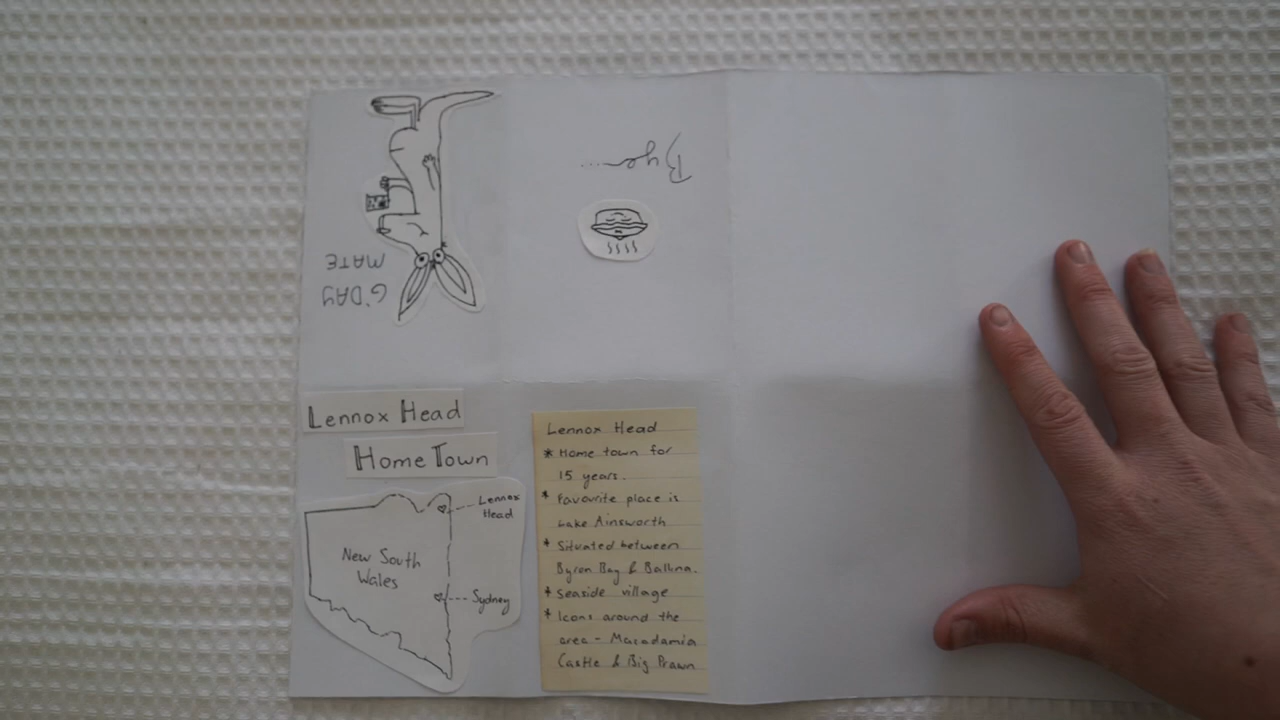 G'DAY
MATE
Bye....
Lennox Head
Home Town
New South
Wales
Lennox
Head
Sydney
Lennox Head
* Home town for
15 years.
* Favourite place is
Lake Ainsworth
* Situated between
Byron Bay & Ballina.
* Seaside village
* Icons around the
area - Macadamia
Castle & Big Prawn